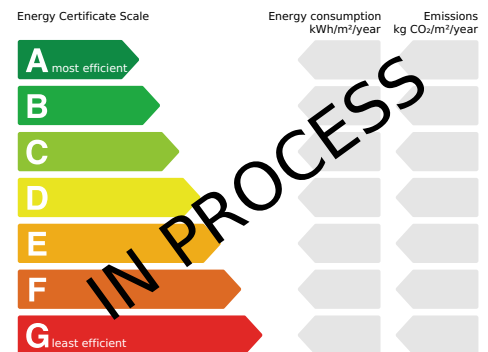 Energy Certificate Scale
Energy consumption
kWh/m²/year
Emissions
kg CO₂/m²/year
A most efficient
B
C
D
E
F
G least efficient
IN PROCESS